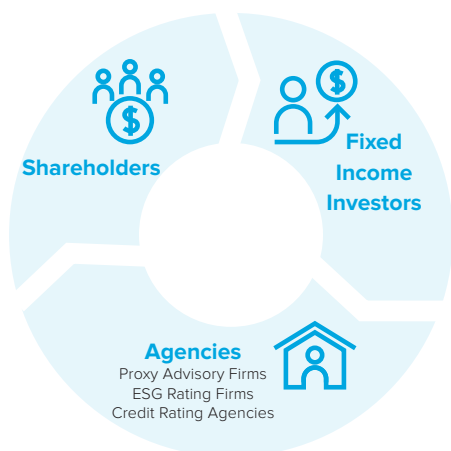 Shareholders
Fixed
Income
Investors
Agencies
Proxy Advisory Firms
ESG Rating Firms
Credit Rating Agencies